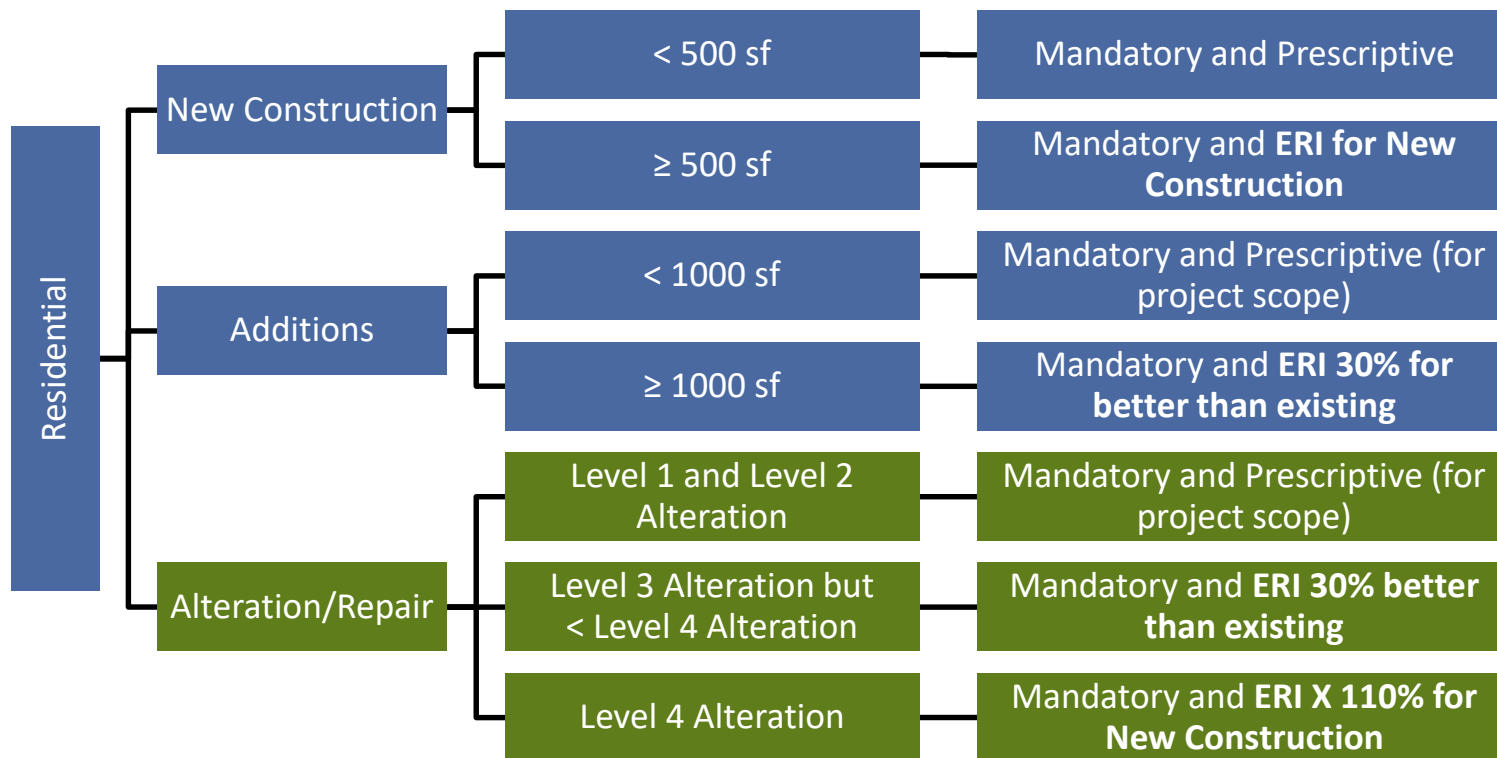 Residential
New Construction
< 500 sf
Mandatory and Prescriptive
≥ 500 sf
Mandatory and ERI for New
Construction
Additions
< 1000 sf
Mandatory and Prescriptive (for
project scope)
≥ 1000 sf
Mandatory and ERI 30% for
better than existing
Alteration/Repair
Level 1 and Level 2
Alteration
Mandatory and Prescriptive (for
project scope)
Level 3 Alteration but
< Level 4 Alteration
Mandatory and ERI 30% better
than existing
Level 4 Alteration
Mandatory and ERI X 110% for
New Construction